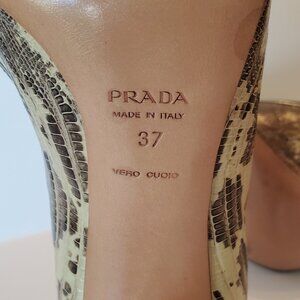 PRADA
MADE IN ITALY
37
VERO CUOIO